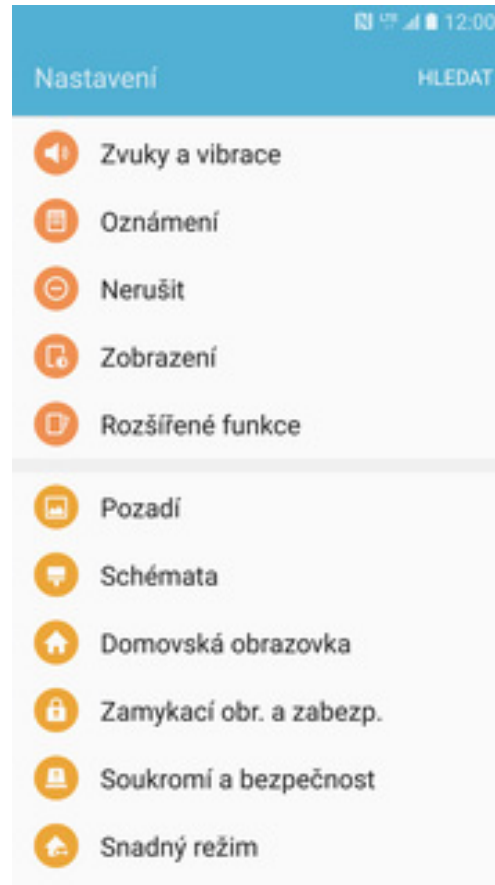 12:00
Nastavení
HLEDAT
Zvuky a vibrace
Oznámení
Nerušit
Zobrazení
Rozšířené funkce
Pozadí
Schémata
Domovská obrazovka
Zamykací obr. a zabezp.
Soukromí a bezpečnost
Snadný režim